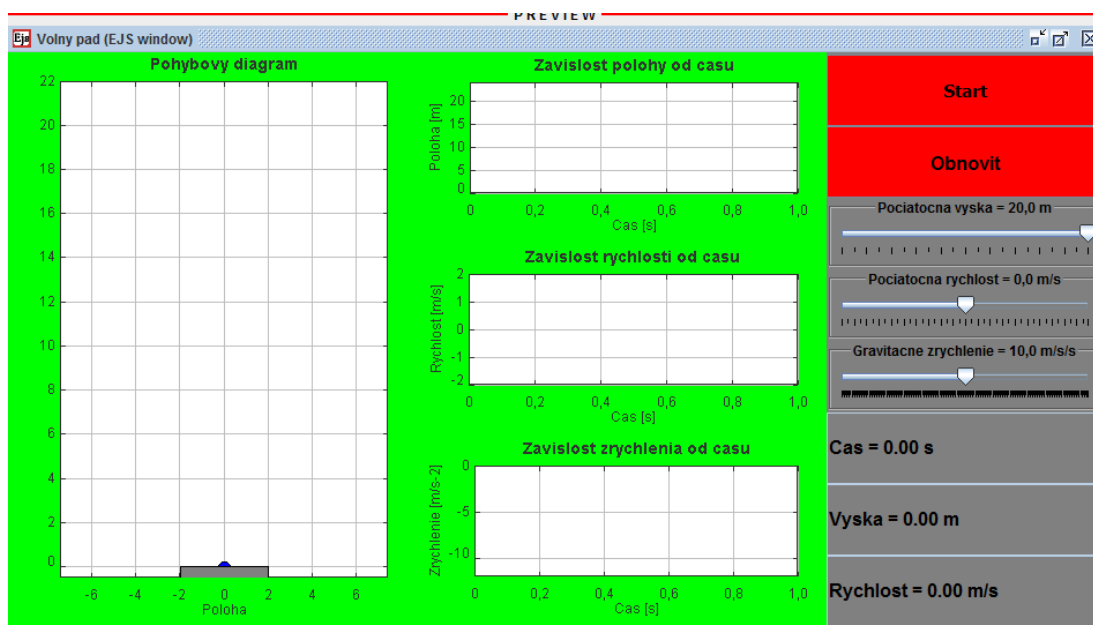 PREVIEW
Ejs Volny pad (EJS window)
Pohybovy diagram
22
20
18
16
14
12
10
8
6
4
2
0
-6 -4 -2 0 2 4 6
Poloha
Zavislost polohy od casu
Poloha [m]
20
15
10
5
0
0 0,2 0,4 0,6 0,8 1,0
Cas [s]
Zavislost rychlosti od casu
Rychlost [m/s]
2
1
0
-1
-2
0 0,2 0,4 0,6 0,8 1,0
Cas [s]
Zavislost zrychlenia od casu
Zrychlenie [m/s-2]
0
-5
-10
0 0,2 0,4 0,6 0,8 1,0
Cas [s]
Start
Obnovit
Pociatocna vyska = 20,0 m
Pociatocna rychlost = 0,0 m/s
Gravitacne zrychlenie = 10,0 m/s/s
Cas = 0.00 s
Vyska = 0.00 m
Rychlost = 0.00 m/s